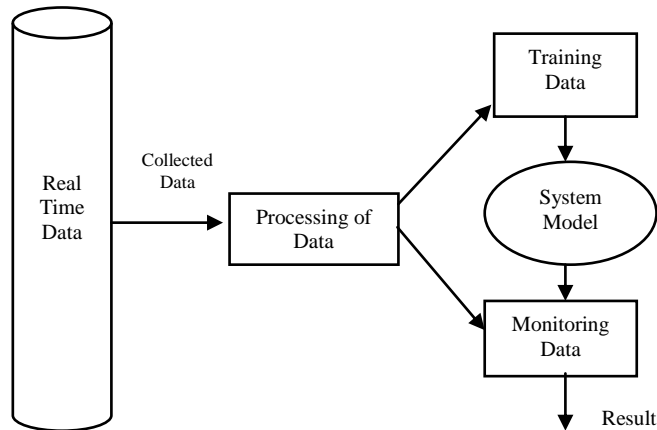 Real
Time
Data
Collected
Data
Processing of
Data
Training
Data
System
Model
Monitoring
Data
Result